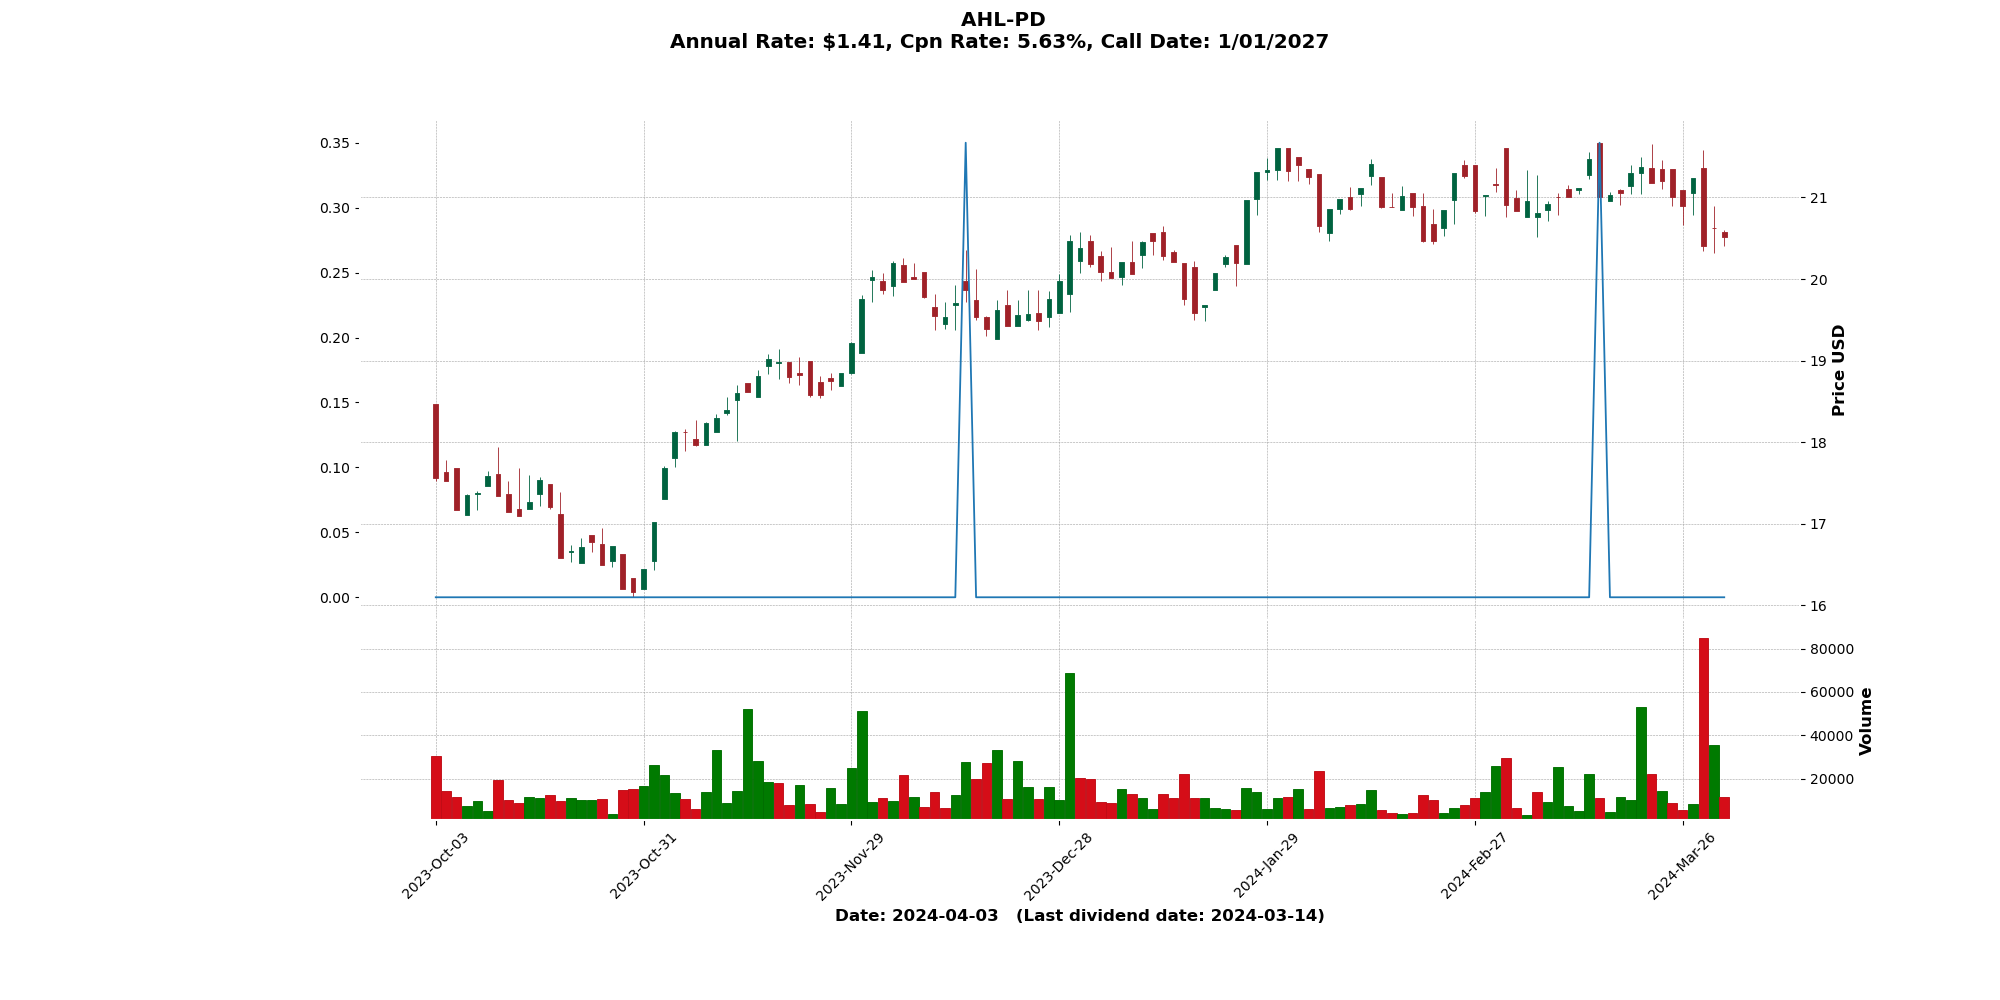 AHL-PD
Annual Rate: $1.41, Cpn Rate: 5.63%, Call Date: 1/01/2027
0.35
0.30
0.25
0.20
0.15
0.10
0.05
0.00
21
20
19
18
17
16
Price USD
80000
60000
40000
20000
Volume
2023-Oct-03
2023-Oct-31
2023-Nov-29
2023-Dec-28
2024-Jan-29
2024-Feb-27
2024-Mar-26
Date: 2024-04-03 (Last dividend date: 2024-03-14)